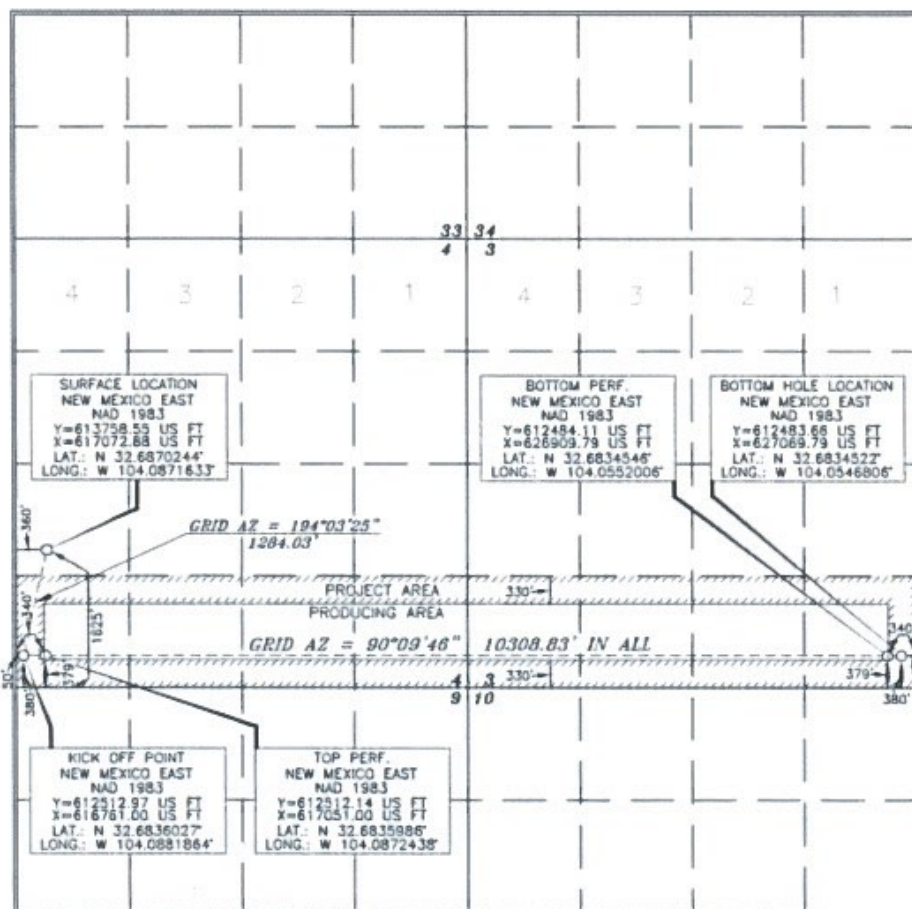 33 34
4 3
4 3 2 1 4 3 2 1
SURFACE LOCATION
NEW MEXICO EAST
NAD 1983
Y=613758.55 US FT
X=617072.88 US FT
LAT.: N 32.6870244°
LONG.: W 104.0871633°
BOTTOM PERF.
NEW MEXICO EAST
NAD 1983
Y=612484.11 US FT
X=626909.79 US FT
LAT.: N 32.6834546°
LONG.: W 104.0552006°
BOTTOM HOLE LOCATION
NEW MEXICO EAST
NAD 1983
Y=612483.66 US FT
X=627069.79 US FT
LAT.: N 32.6834522°
LONG.: W 104.0546806°
360'
GRID AZ = 194°03'25"
1284.03'
340'
1625'
PROJECT AREA
330'
PRODUCING AREA
340'
GRID AZ = 90°09'46" 10308.83' IN ALL
50'
380'
379'
4 3
9 10
330'
379'
380'
KICK OFF POINT
NEW MEXICO EAST
NAD 1983
Y=612512.97 US FT
X=616761.00 US FT
LAT.: N 32.6836027°
LONG.: W 104.0881864°
TOP PERF.
NEW MEXICO EAST
NAD 1983
Y=612512.14 US FT
X=617051.00 US FT
LAT.: N 32.6835986°
LONG.: W 104.0872438°